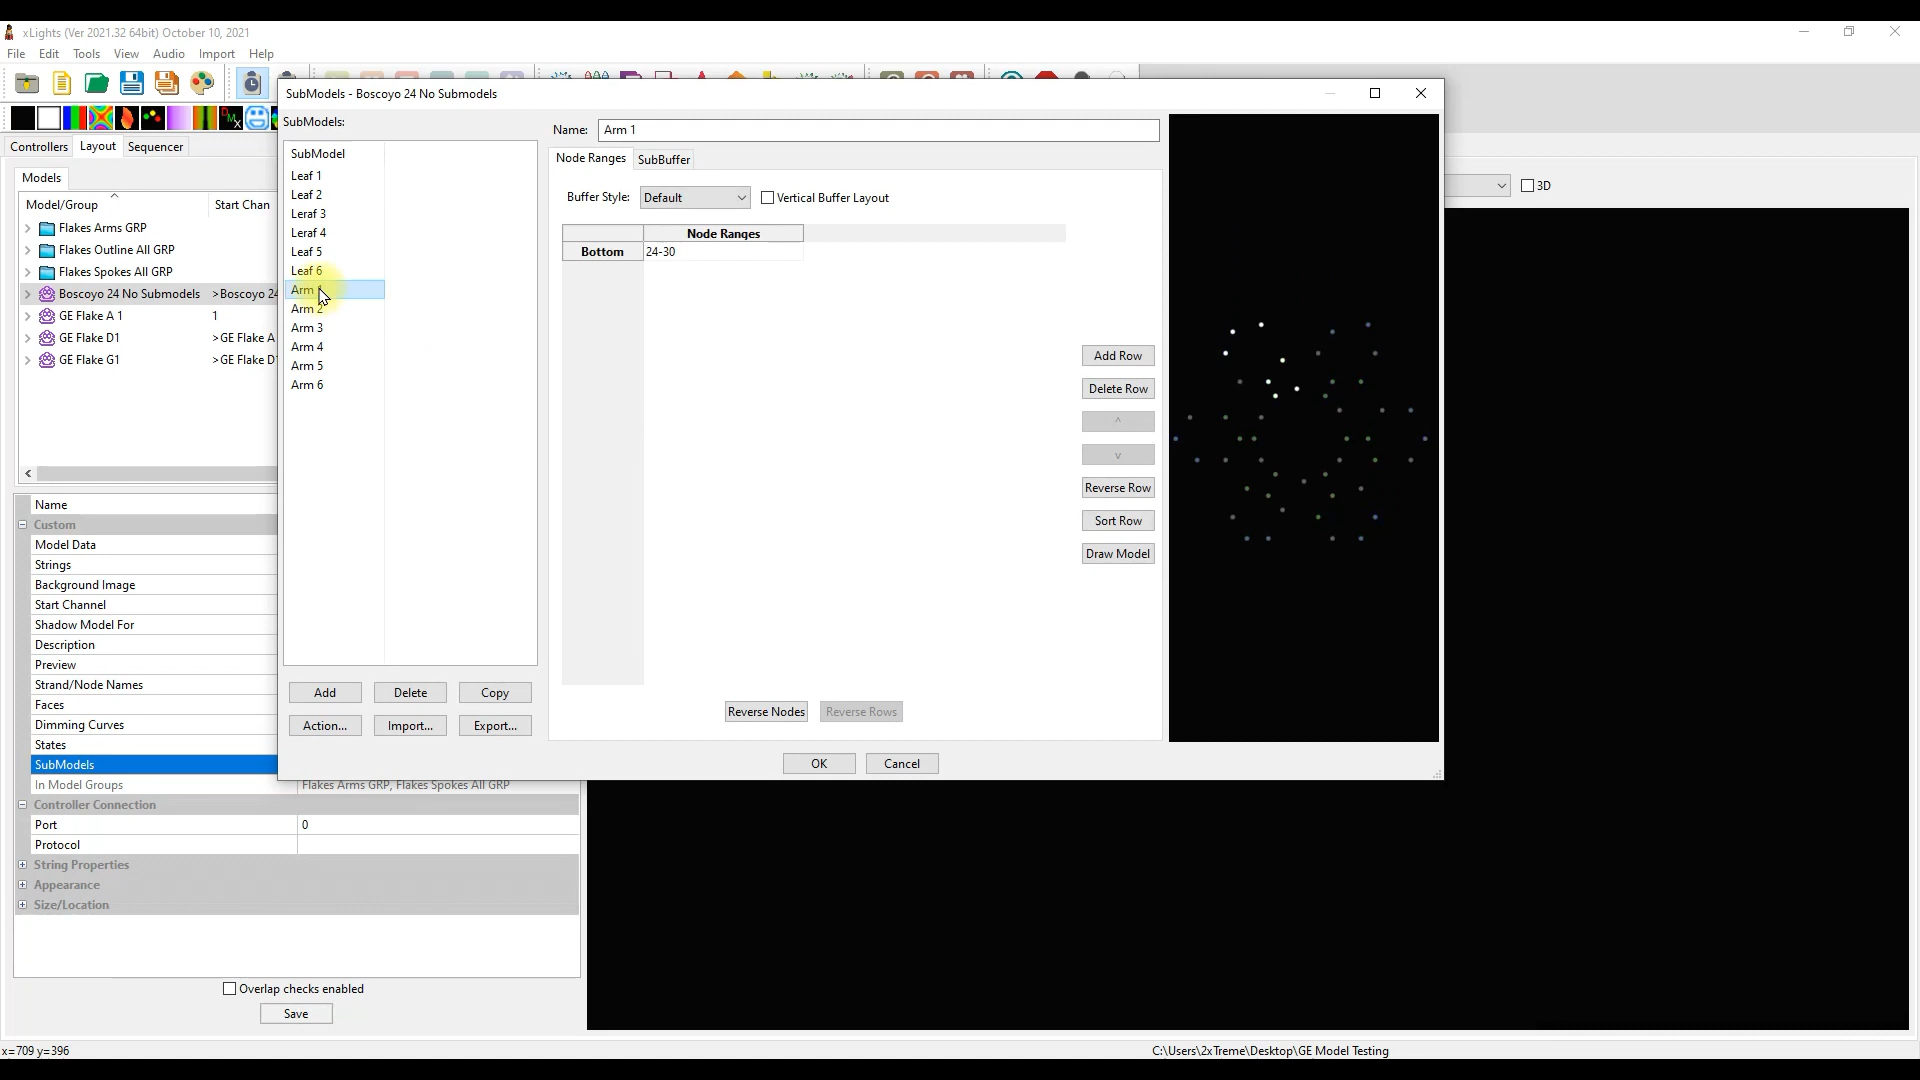 xLights (Ver 2021.32 64bit) October 10, 2021
File Edit Tools View Audio Import Help
SubModels - Boscoyo 24 No Submodels
SubModels:
Name: Arm 1
Controllers Layout Sequencer
SubModel
Node Ranges SubBuffer
Models
Leaf 1
Leaf 2
Leraf 3
Leraf 4
Leaf 5
Leaf 6
Arm 1
Arm 2
Arm 3
Arm 4
Arm 5
Arm 6
Buffer Style: Default Vertical Buffer Layout
3D
Model/Group Start Chan
Flakes Arms GRP
Flakes Outline All GRP
Flakes Spokes All GRP
Boscoyo 24 No Submodels >Boscoyo 24
GE Flake A 1 1
GE Flake D1 >GE Flake A
GE Flake G1 >GE Flake D
Node Ranges
Bottom 24-30
Add Row
Delete Row
^
v
Reverse Row
Sort Row
Draw Model
Add Delete Copy
Action... Import... Export...
Reverse Nodes Reverse Rows
OK Cancel
Name
Custom
Model Data
Strings
Background Image
Start Channel
Shadow Model For
Description
Preview
Strand/Node Names
Faces
Dimming Curves
States
SubModels
In Model Groups Flakes Arms GRP, Flakes Spokes All GRP
Controller Connection
Port 0
Protocol
String Properties
Appearance
Size/Location
Overlap checks enabled
Save
x=709 y=396
C:\Users\2xTreme\Desktop\GE Model Testing